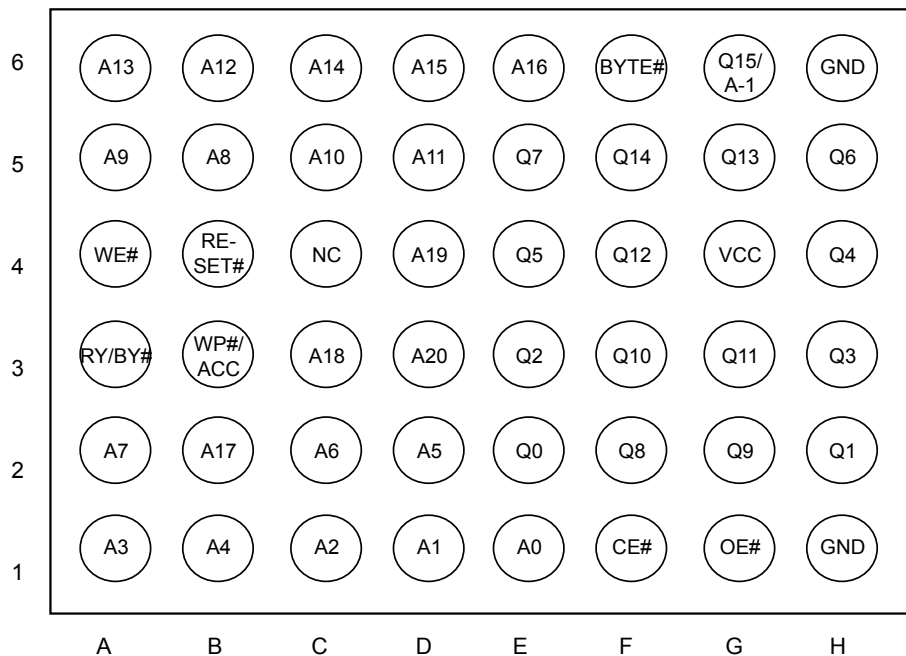 6 A13 A12 A14 A15 A16 BYTE# Q15/ A-1 GND
5 A9 A8 A10 A11 Q7 Q14 Q13 Q6
4 WE# RE- SET# NC A19 Q5 Q12 VCC Q4
3 RY/BY# WP#/ ACC A18 A20 Q2 Q10 Q11 Q3
2 A7 A17 A6 A5 Q0 Q8 Q9 Q1
1 A3 A4 A2 A1 A0 CE# OE# GND
A B C D E F G H